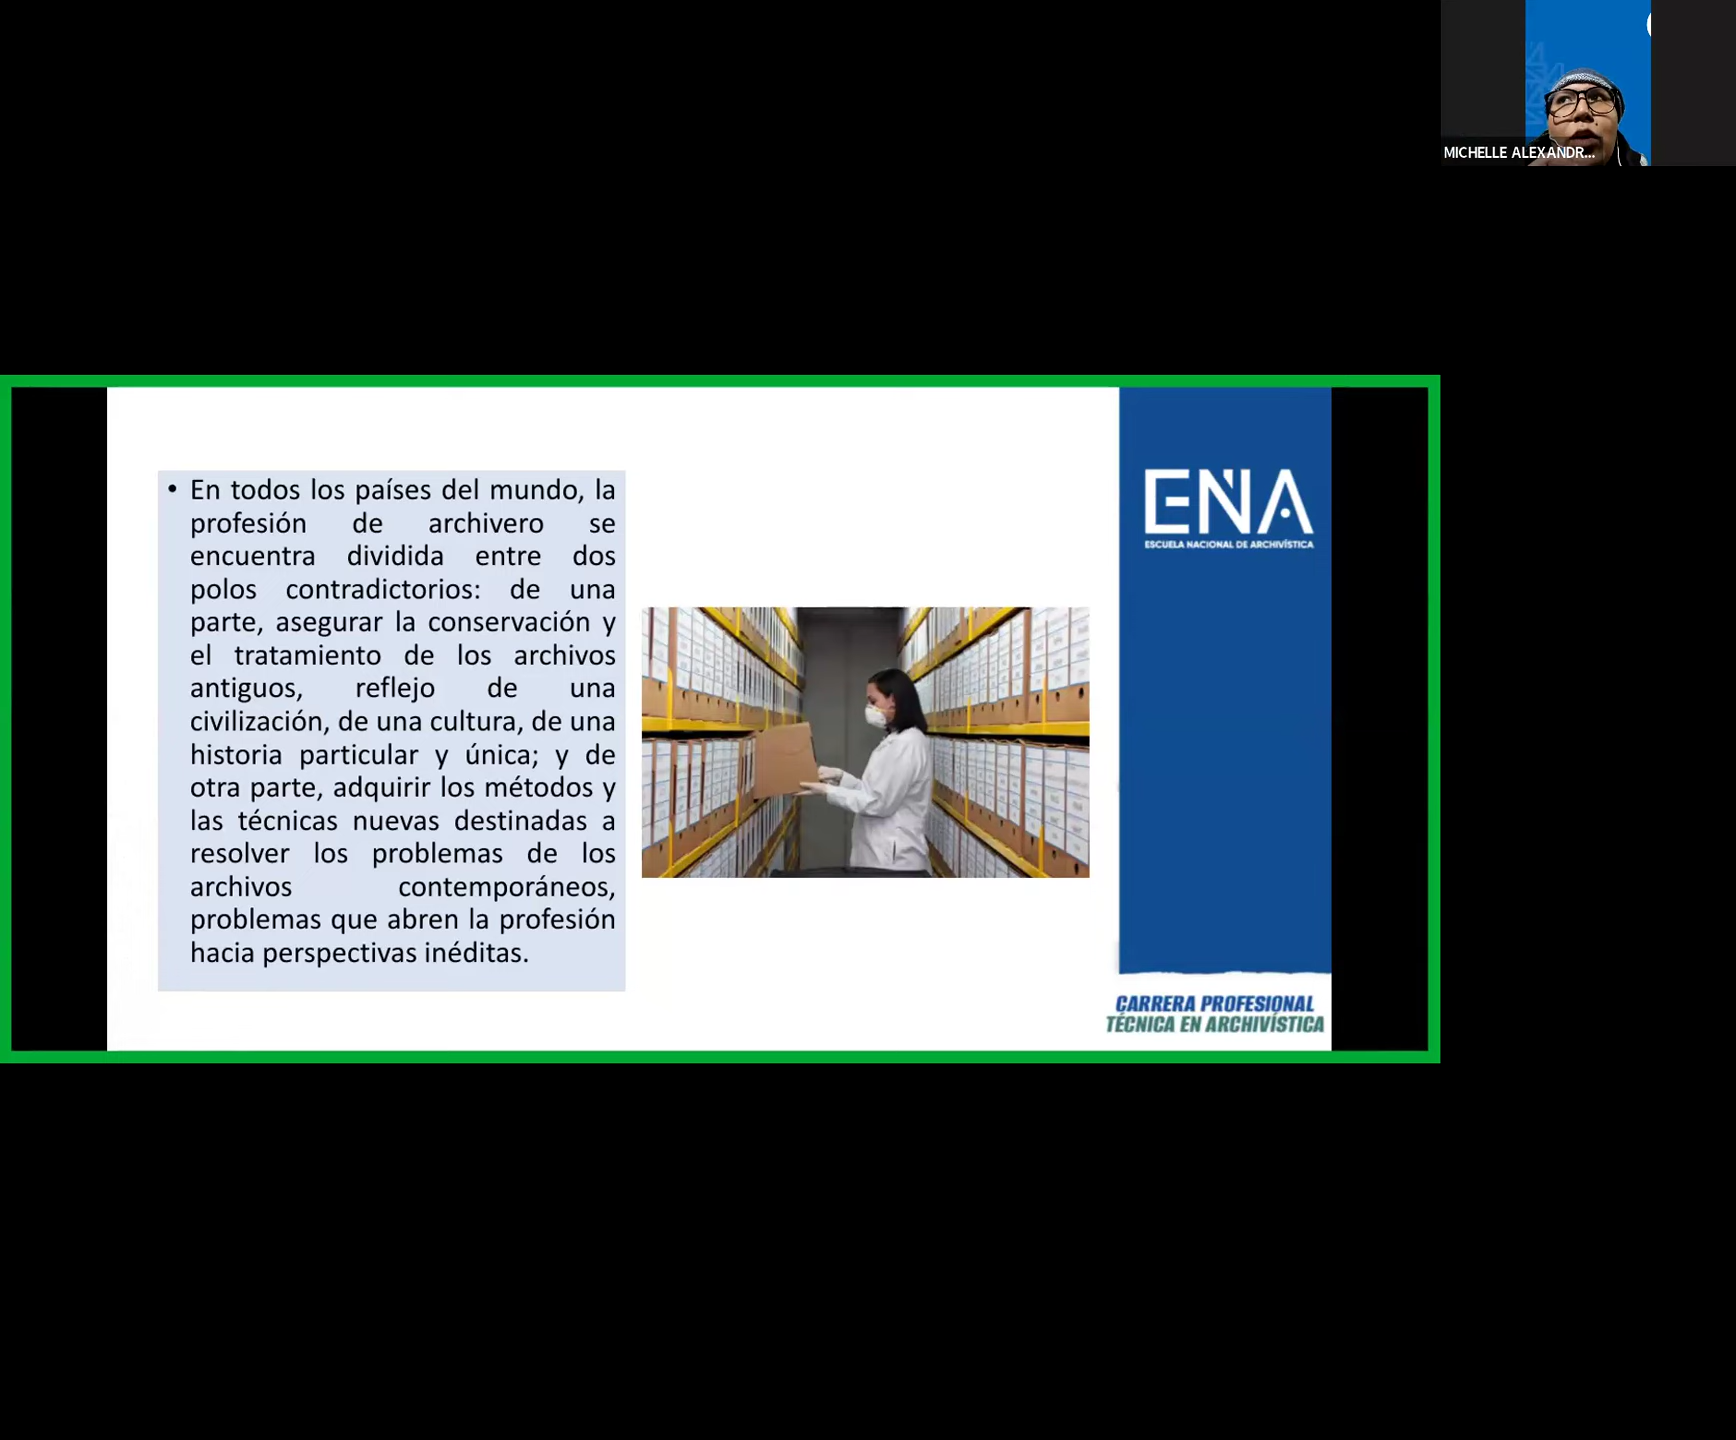 MICHELLE ALEXANDR...
• En todos los países del mundo, la
profesión de archivero se
encuentra dividida entre dos
polos contradictorios: de una
parte, asegurar la conservación y
el tratamiento de los archivos
antiguos, reflejo de una
civilización, de una cultura, de una
historia particular y única; y de
otra parte, adquirir los métodos y
las técnicas nuevas destinadas a
resolver los problemas de los
archivos contemporáneos,
problemas que abren la profesión
hacia perspectivas inéditas.
ENA
ESCUELA NACIONAL DE ARCHIVÍSTICA
CARRERA PROFESIONAL
TÉCNICA EN ARCHIVÍSTICA